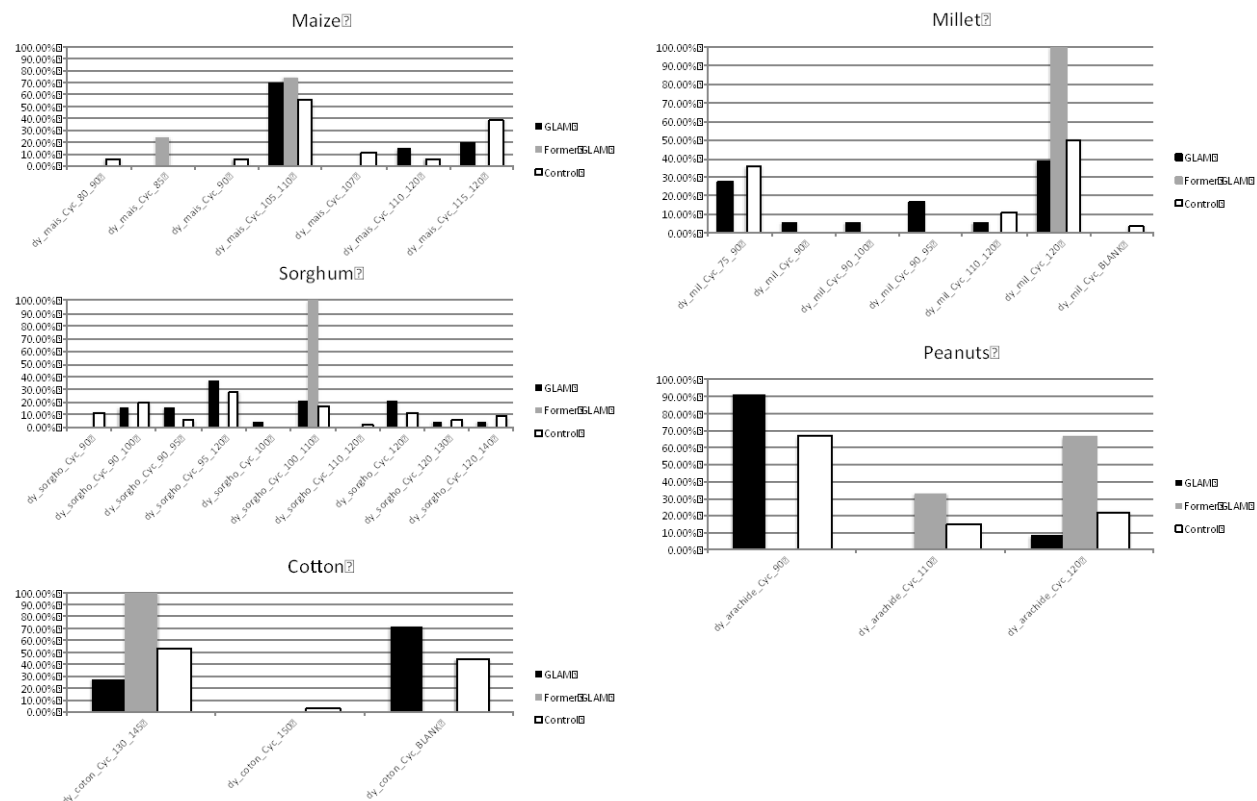 Maize⍰
100.00%⍰
90.00%⍰
80.00%⍰
70.00%⍰
60.00%⍰
50.00%⍰
40.00%⍰
30.00%⍰
20.00%⍰
10.00%⍰
0.00%⍰
dy_mais_Cyc_80_90⍰
dy_mais_Cyc_85⍰
dy_mais_Cyc_90⍰
dy_mais_Cyc_105_110⍰
dy_mais_Cyc_107⍰
dy_mais_Cyc_110_120⍰
dy_mais_Cyc_115_120⍰
GLAM⍰
Former⍰GLAM⍰
Control⍰
Millet⍰
100.00%⍰
90.00%⍰
80.00%⍰
70.00%⍰
60.00%⍰
50.00%⍰
40.00%⍰
30.00%⍰
20.00%⍰
10.00%⍰
0.00%⍰
dy_mil_Cyc_75_90⍰
dy_mil_Cyc_90⍰
dy_mil_Cyc_90_100⍰
dy_mil_Cyc_90_95⍰
dy_mil_Cyc_110_120⍰
dy_mil_Cyc_120⍰
dy_mil_Cyc_BLANK⍰
GLAM⍰
Former⍰GLAM⍰
Control⍰
Sorghum⍰
100.00%⍰
90.00%⍰
80.00%⍰
70.00%⍰
60.00%⍰
50.00%⍰
40.00%⍰
30.00%⍰
20.00%⍰
10.00%⍰
0.00%⍰
dy_sorgho_Cyc_90⍰
dy_sorgho_Cyc_90_100⍰
dy_sorgho_Cyc_90_95⍰
dy_sorgho_Cyc_95_120⍰
dy_sorgho_Cyc_100⍰
dy_sorgho_Cyc_100_110⍰
dy_sorgho_Cyc_110_120⍰
dy_sorgho_Cyc_120⍰
dy_sorgho_Cyc_120_130⍰
dy_sorgho_Cyc_120_140⍰
GLAM⍰
Former⍰GLAM⍰
Control⍰
Peanuts⍰
100.00%⍰
90.00%⍰
80.00%⍰
70.00%⍰
60.00%⍰
50.00%⍰
40.00%⍰
30.00%⍰
20.00%⍰
10.00%⍰
0.00%⍰
dy_arachide_Cyc_90⍰
dy_arachide_Cyc_110⍰
dy_arachide_Cyc_120⍰
GLAM⍰
Former⍰GLAM⍰
Control⍰
Cotton⍰
100.00%⍰
90.00%⍰
80.00%⍰
70.00%⍰
60.00%⍰
50.00%⍰
40.00%⍰
30.00%⍰
20.00%⍰
10.00%⍰
0.00%⍰
dy_coton_Cyc_130_145⍰
dy_coton_Cyc_150⍰
dy_coton_Cyc_BLANK⍰
GLAM⍰
Former⍰GLAM⍰
Control⍰